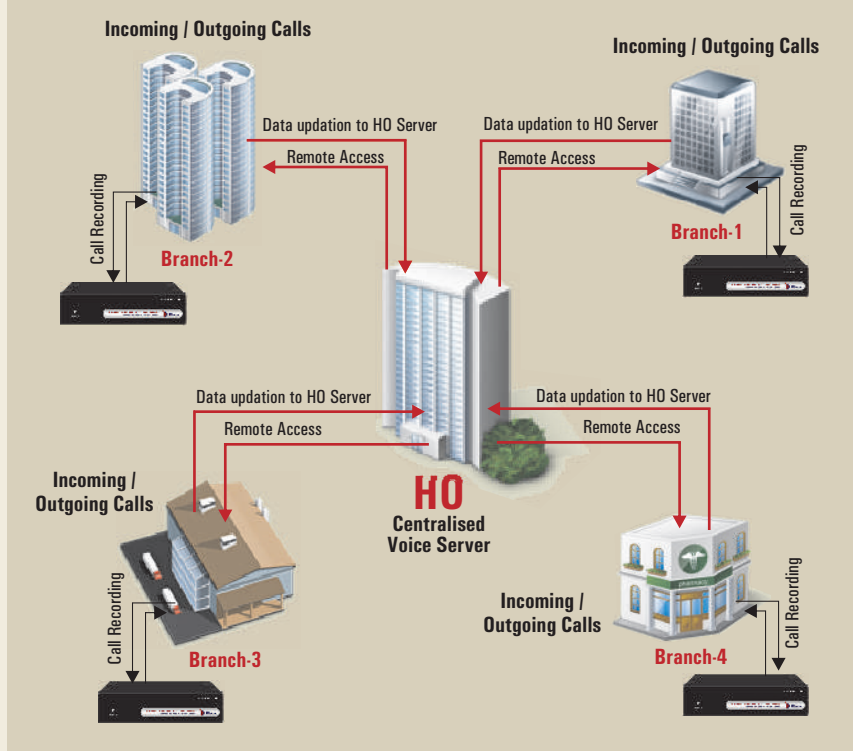 Incoming / Outgoing Calls
Incoming / Outgoing Calls
Data updation to HO Server
Remote Access
Data updation to HO Server
Remote Access
Call Recording
Branch-2
Call Recording
Branch-1
Data updation to HO Server
Remote Access
Data updation to HO Server
Remote Access
HO
Centralised
Voice Server
Incoming /
Outgoing Calls
Call Recording
Branch-3
Incoming /
Outgoing Calls
pharmacy
Call Recording
Branch-4